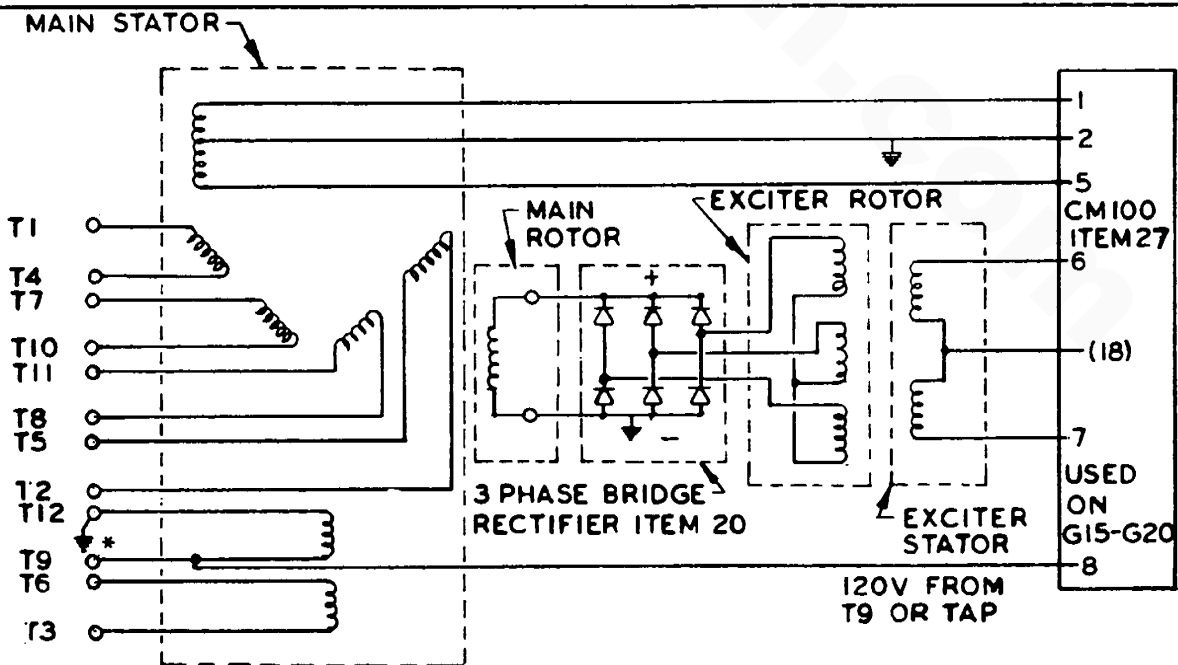 MAIN STATOR
1
2
5
CM100
ITEM27
6
(18)
7
USED
ON
G15-G20
8
EXCITER ROTOR
MAIN
ROTOR
+
-
3 PHASE BRIDGE
RECTIFIER ITEM 20
EXCITER
STATOR
120V FROM
T9 OR TAP
T1
T4
T7
T10
T11
T8
T5
T2
T12
*
T9
T6
T3